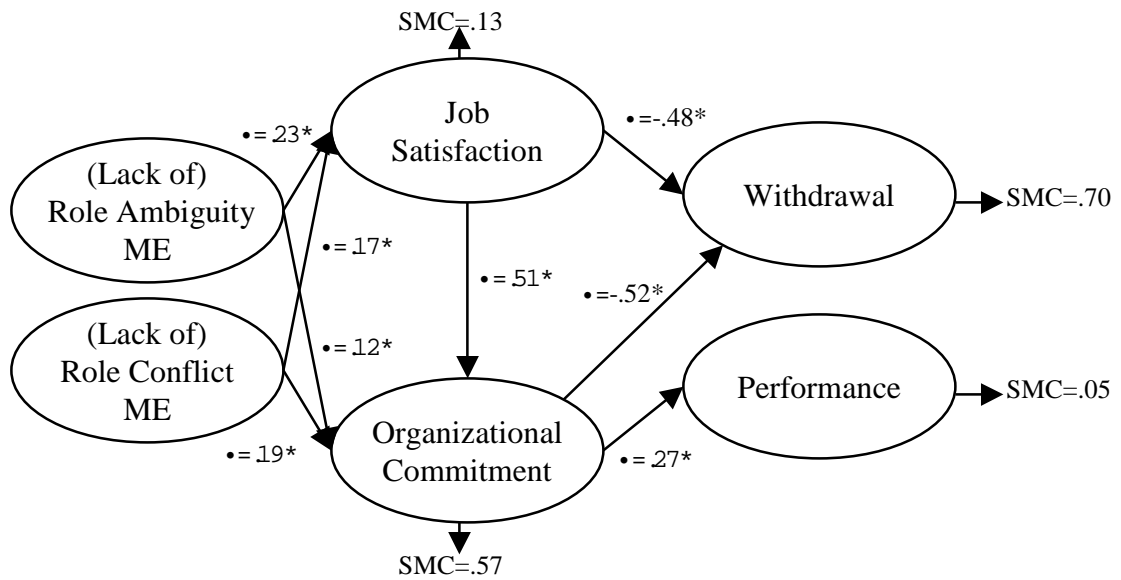 SMC=.13
Job
Satisfaction
•=.23*
•=-.48*
(Lack of)
Role Ambiguity
ME
Withdrawal
SMC=.70
•=.17*
•=.51*
•=-.52*
(Lack of)
Role Conflict
ME
•=.12*
Performance
SMC=.05
Organizational
Commitment
•=.19*
•=.27*
SMC=.57